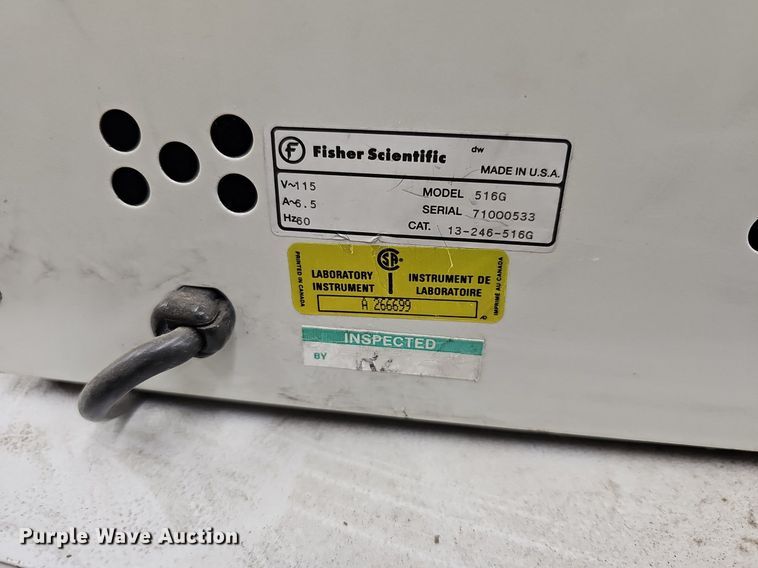 Fisher Scientific dw
MADE IN U.S.A.
V~115 MODEL 516G
A~6.5 SERIAL 71000533
Hz60 CAT. 13-246-516G
PRINTED IN CANADA
LABORATORY INSTRUMENT
SA
INSTRUMENT DE LABORATOIRE
IMPRIMÉ AU CANADA
A 266699
INSPECTED
BY
Purple Wave Auction